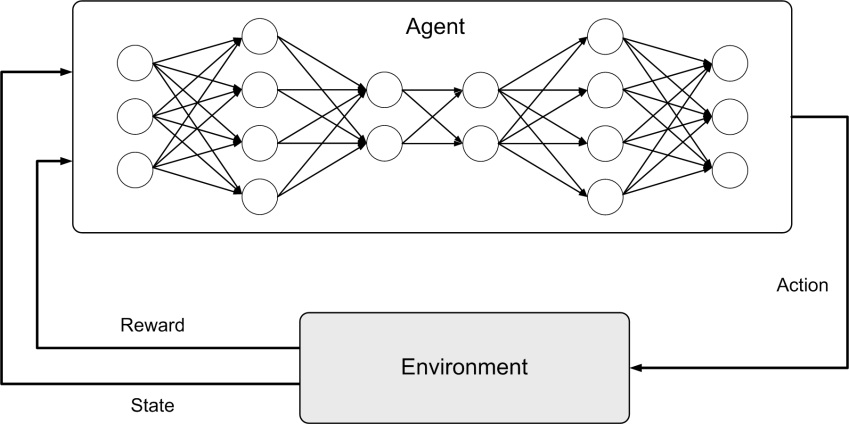 Agent
Action
Reward
Environment
State